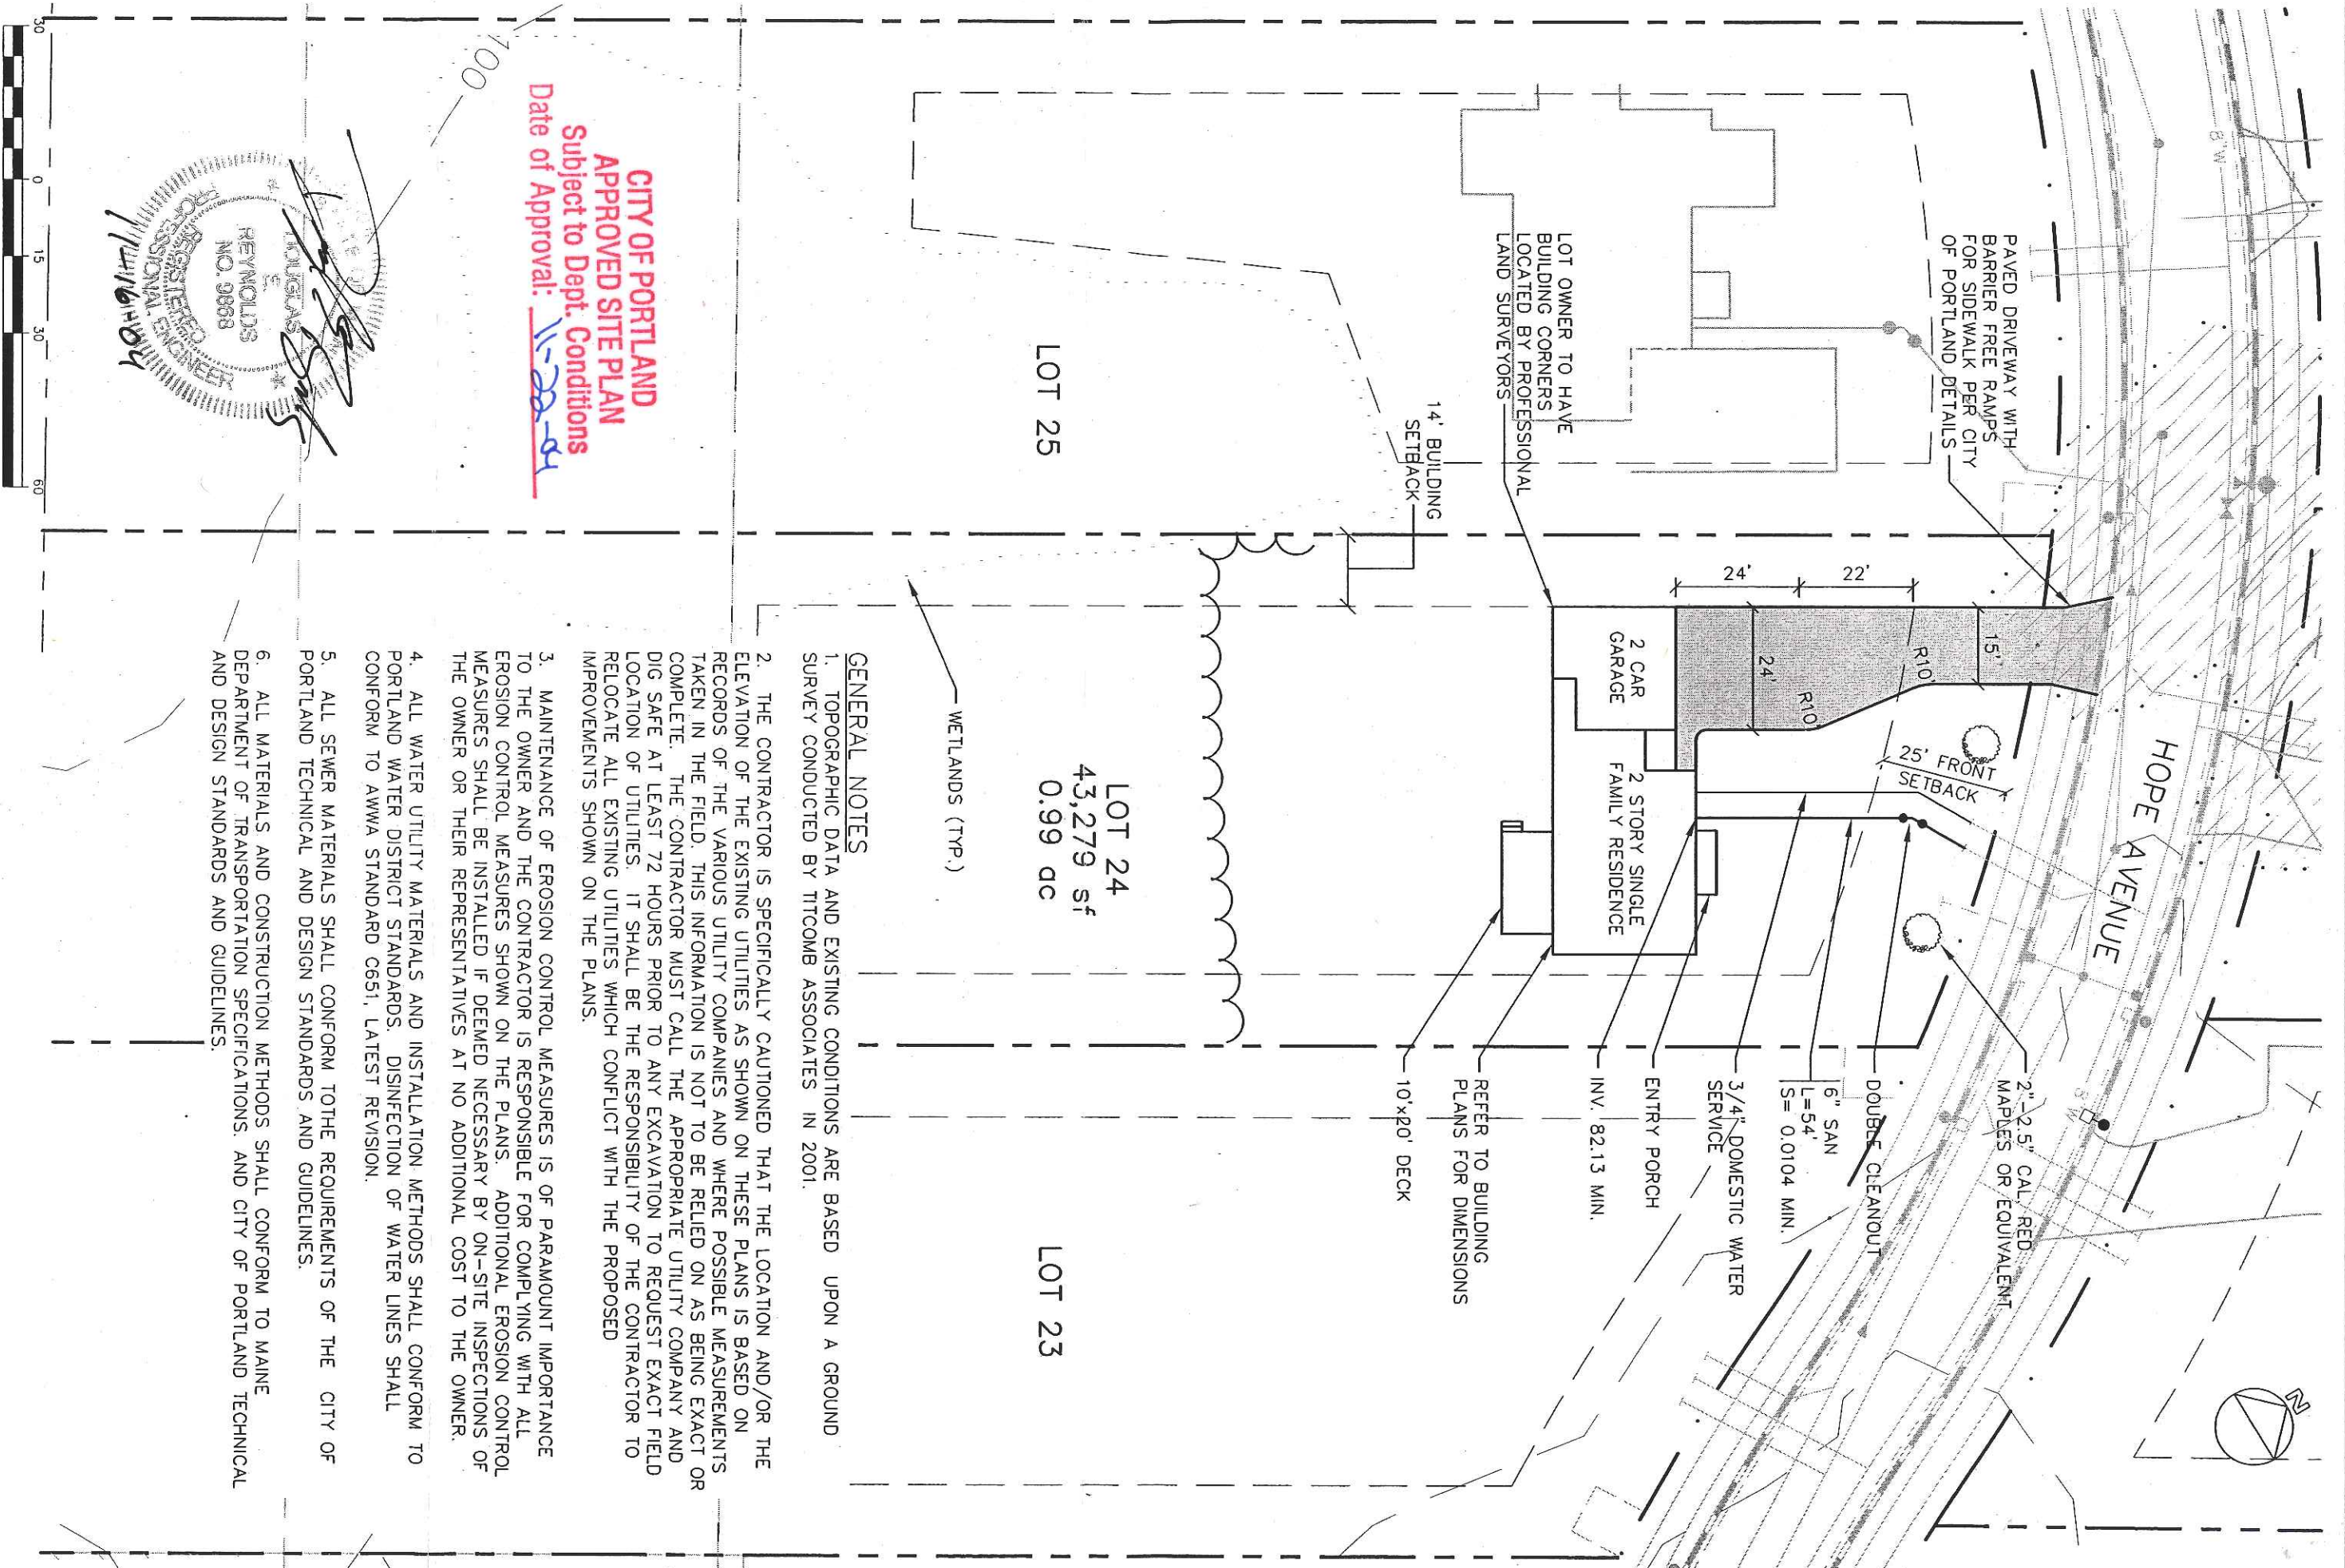 HOPE AVENUE
PAVED DRIVEWAY WITH
BARRIER FREE RAMPS
FOR SIDEWALK PER CITY
OF PORTLAND DETAILS
8"W
8"W
N
2"-2.5" CAL. RED
MAPLES OR EQUIVALENT
DOUBLE CLEANOUT
6" SAN
L=54'
S= 0.0104 MIN.
3/4" DOMESTIC WATER
SERVICE
ENTRY PORCH
INV. 82.13 MIN.
REFER TO BUILDING
PLANS FOR DIMENSIONS
10'x20' DECK
25' FRONT
SETBACK
15'
R10'
R10'
22'
24'
24'
2 CAR
GARAGE
2 STORY SINGLE
FAMILY RESIDENCE
LOT OWNER TO HAVE
BUILDING CORNERS
LOCATED BY PROFESSIONAL
LAND SURVEYORS
14' BUILDING
SETBACK
LOT 25
LOT 24
43,279 sf
0.99 ac
LOT 23
WETLANDS (TYP.)
GENERAL NOTES
1. TOPOGRAPHIC DATA AND EXISTING CONDITIONS ARE BASED UPON A GROUND
SURVEY CONDUCTED BY TITCOMB ASSOCIATES IN 2001.
2. THE CONTRACTOR IS SPECIFICALLY CAUTIONED THAT THE LOCATION AND/OR THE
ELEVATION OF THE EXISTING UTILITIES AS SHOWN ON THESE PLANS IS BASED ON
RECORDS OF THE VARIOUS UTILITY COMPANIES AND WHERE POSSIBLE MEASUREMENTS
TAKEN IN THE FIELD. THIS INFORMATION IS NOT TO BE RELIED ON AS BEING EXACT OR
COMPLETE. THE CONTRACTOR MUST CALL THE APPROPRIATE UTILITY COMPANY AND
DIG SAFE AT LEAST 72 HOURS PRIOR TO ANY EXCAVATION TO REQUEST EXACT FIELD
LOCATION OF UTILITIES. IT SHALL BE THE RESPONSIBILITY OF THE CONTRACTOR TO
RELOCATE ALL EXISTING UTILITIES WHICH CONFLICT WITH THE PROPOSED
IMPROVEMENTS SHOWN ON THE PLANS.
3. MAINTENANCE OF EROSION CONTROL MEASURES IS OF PARAMOUNT IMPORTANCE
TO THE OWNER AND THE CONTRACTOR IS RESPONSIBLE FOR COMPLYING WITH ALL
EROSION CONTROL MEASURES SHOWN ON THE PLANS. ADDITIONAL EROSION CONTROL
MEASURES SHALL BE INSTALLED IF DEEMED NECESSARY BY ON-SITE INSPECTIONS OF
THE OWNER OR THEIR REPRESENTATIVES AT NO ADDITIONAL COST TO THE OWNER.
4. ALL WATER UTILITY MATERIALS AND INSTALLATION METHODS SHALL CONFORM TO
PORTLAND WATER DISTRICT STANDARDS. DISINFECTION OF WATER LINES SHALL
CONFORM TO AWWA STANDARD C651, LATEST REVISION.
5. ALL SEWER MATERIALS SHALL CONFORM TOTHE REQUIREMENTS OF THE CITY OF
PORTLAND TECHNICAL AND DESIGN STANDARDS AND GUIDELINES.
6. ALL MATERIALS AND CONSTRUCTION METHODS SHALL CONFORM TO MAINE
DEPARTMENT OF TRANSPORTATION SPECIFICATIONS. AND CITY OF PORTLAND TECHNICAL
AND DESIGN STANDARDS AND GUIDELINES.
CITY OF PORTLAND
APPROVED SITE PLAN
Subject to Dept. Conditions
Date of Approval: 11-22-04
100
DOUGLAS
E.
REYNOLDS
NO. 9868
REGISTERED
PROFESSIONAL ENGINEER
11-16-04
30 0 15 30 60